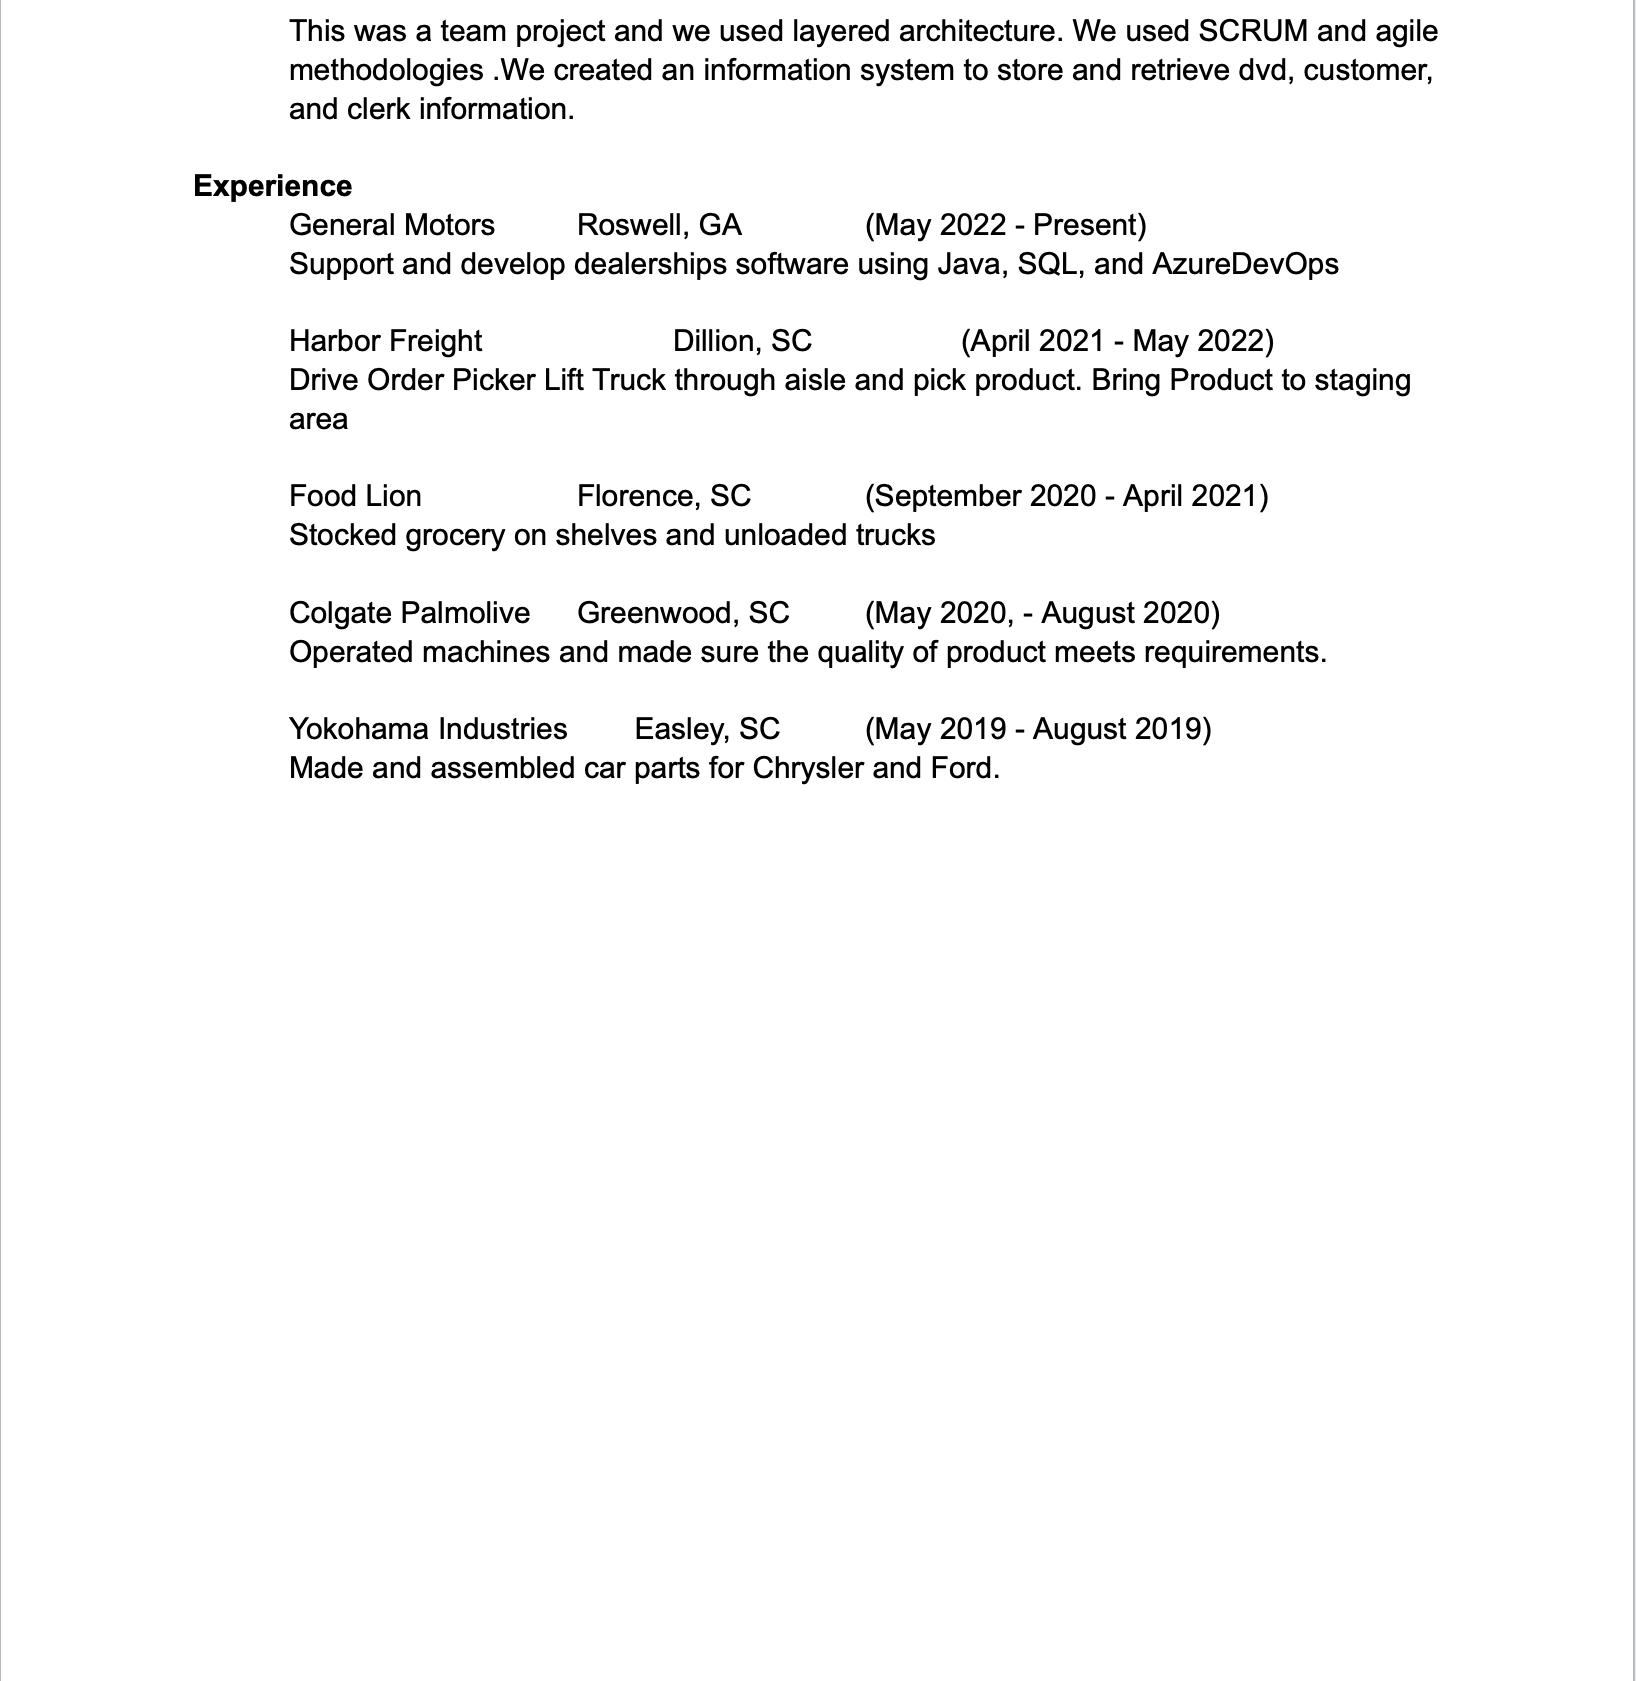 This was a team project and we used layered architecture. We used SCRUM and agile
methodologies .We created an information system to store and retrieve dvd, customer,
and clerk information.
Experience
General Motors Roswell, GA (May 2022 - Present)
Support and develop dealerships software using Java, SQL, and AzureDevOps
Harbor Freight Dillion, SC (April 2021 - May 2022)
Drive Order Picker Lift Truck through aisle and pick product. Bring Product to staging
area
Food Lion Florence, SC (September 2020 - April 2021)
Stocked grocery on shelves and unloaded trucks
Colgate Palmolive Greenwood, SC (May 2020, - August 2020)
Operated machines and made sure the quality of product meets requirements.
Yokohama Industries Easley, SC (May 2019 - August 2019)
Made and assembled car parts for Chrysler and Ford.